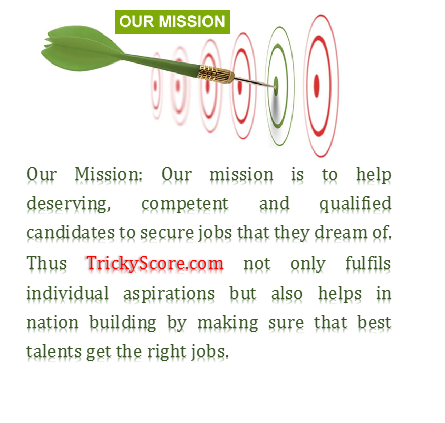 OUR MISSION
Our Mission: Our mission is to help
deserving, competent and qualified
candidates to secure jobs that they dream of.
Thus TrickyScore.com not only fulfils
individual aspirations but also helps in
nation building by making sure that best
talents get the right jobs.